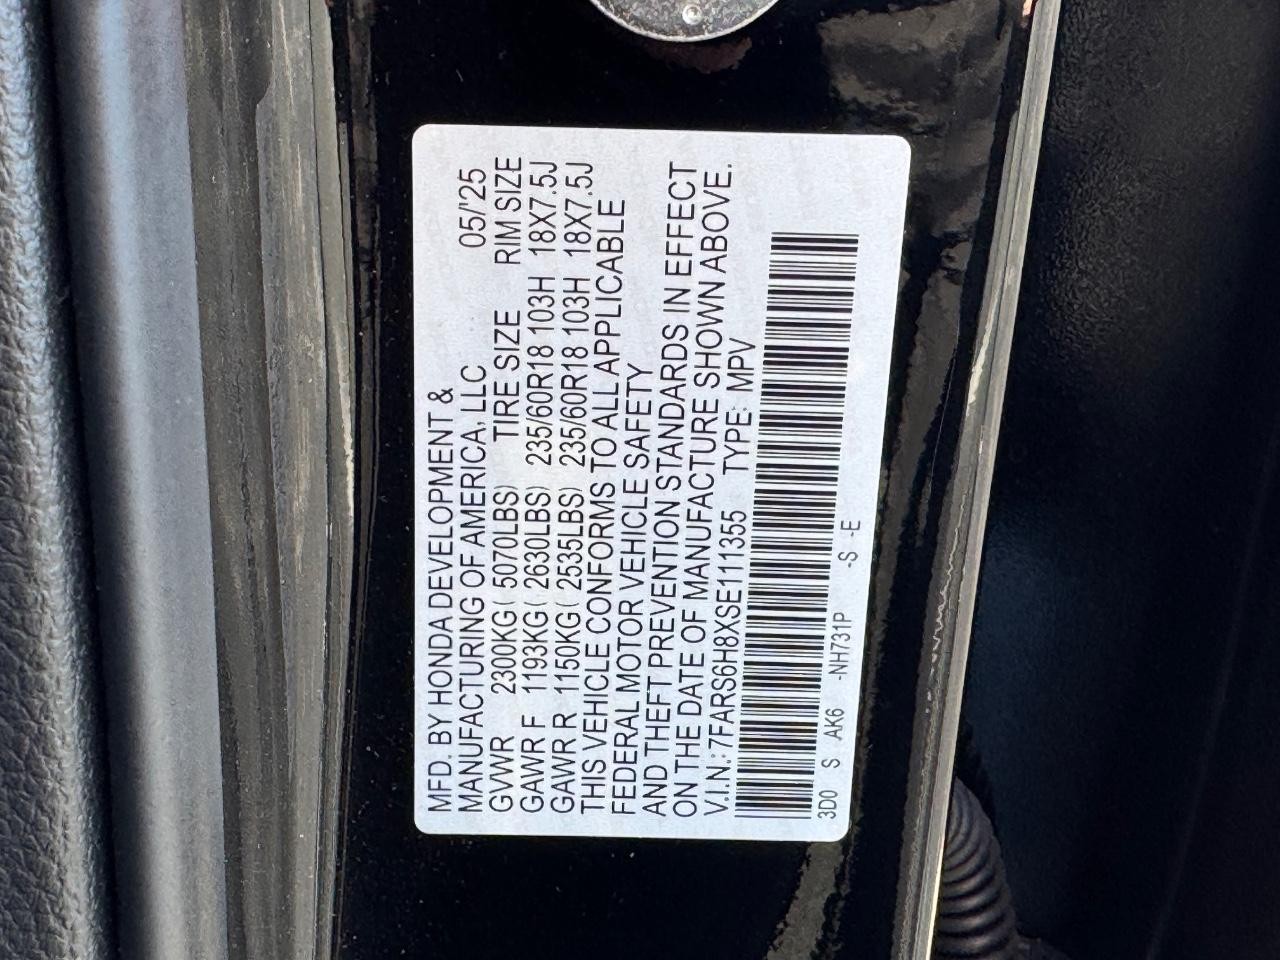 MFD. BY HONDA DEVELOPMENT &
MANUFACTURING OF AMERICA, LLC 05/'25
GVWR 2300KG( 5070LBS) TIRE SIZE RIM SIZE
GAWR F 1193KG( 2630LBS) 235/60R18 103H 18X7.5J
GAWR R 1150KG( 2535LBS) 235/60R18 103H 18X7.5J
THIS VEHICLE CONFORMS TO ALL APPLICABLE
FEDERAL MOTOR VEHICLE SAFETY
AND THEFT PREVENTION STANDARDS IN EFFECT
ON THE DATE OF MANUFACTURE SHOWN ABOVE.
V.I.N.: 7FARS6H8XSE111355 TYPE: MPV
3D0 S AK6 -NH731P -S -E